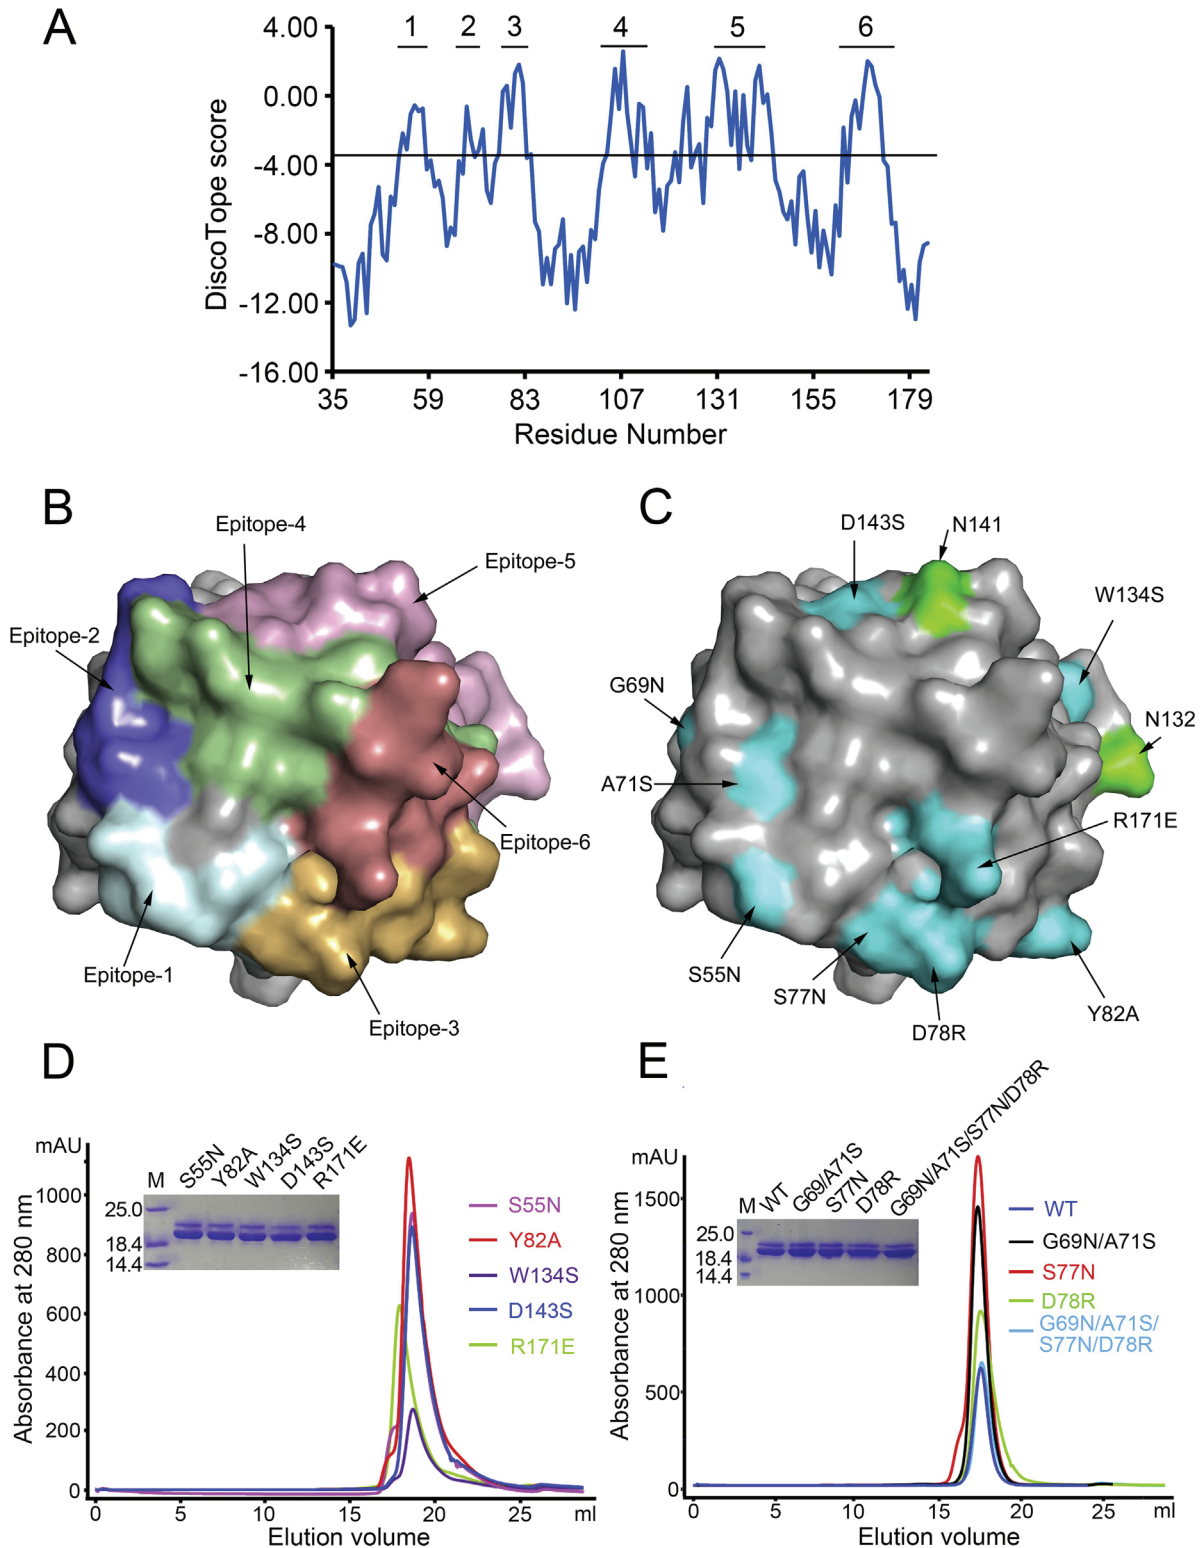 A
4.00
0.00
-4.00
-8.00
-12.00
-16.00
DiscoTope score
1 2 3 4 5 6
35 59 83 107 131 155 179
Residue Number
B
Epitope-4
Epitope-5
Epitope-2
Epitope-6
Epitope-1
Epitope-3
C
D143S
N141
W134S
G69N
N132
A71S
R171E
S55N
S77N
D78R
Y82A
D
mAU
1000
800
600
400
200
0
Absorbance at 280 nm
M S55N Y82A W134S D143S R171E
25.0
18.4
14.4
S55N
Y82A
W134S
D143S
R171E
0 5 10 15 20 25 ml
Elution volume
E
mAU
1500
1000
500
0
Absorbance at 280 nm
M WT G69/A71S S77N D78R G69N/A71S/S77N/D78R
25.0
18.4
14.4
WT
G69N/A71S
S77N
D78R
G69N/A71S/
S77N/D78R
0 5 10 15 20 25 ml
Elution volume